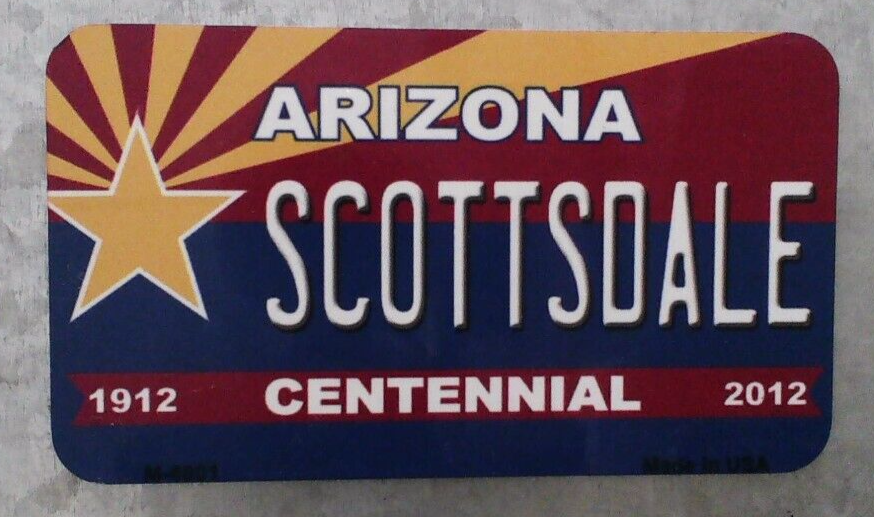 ARIZONA
SCOTTSDALE
1912 CENTENNIAL 2012
Made in USA